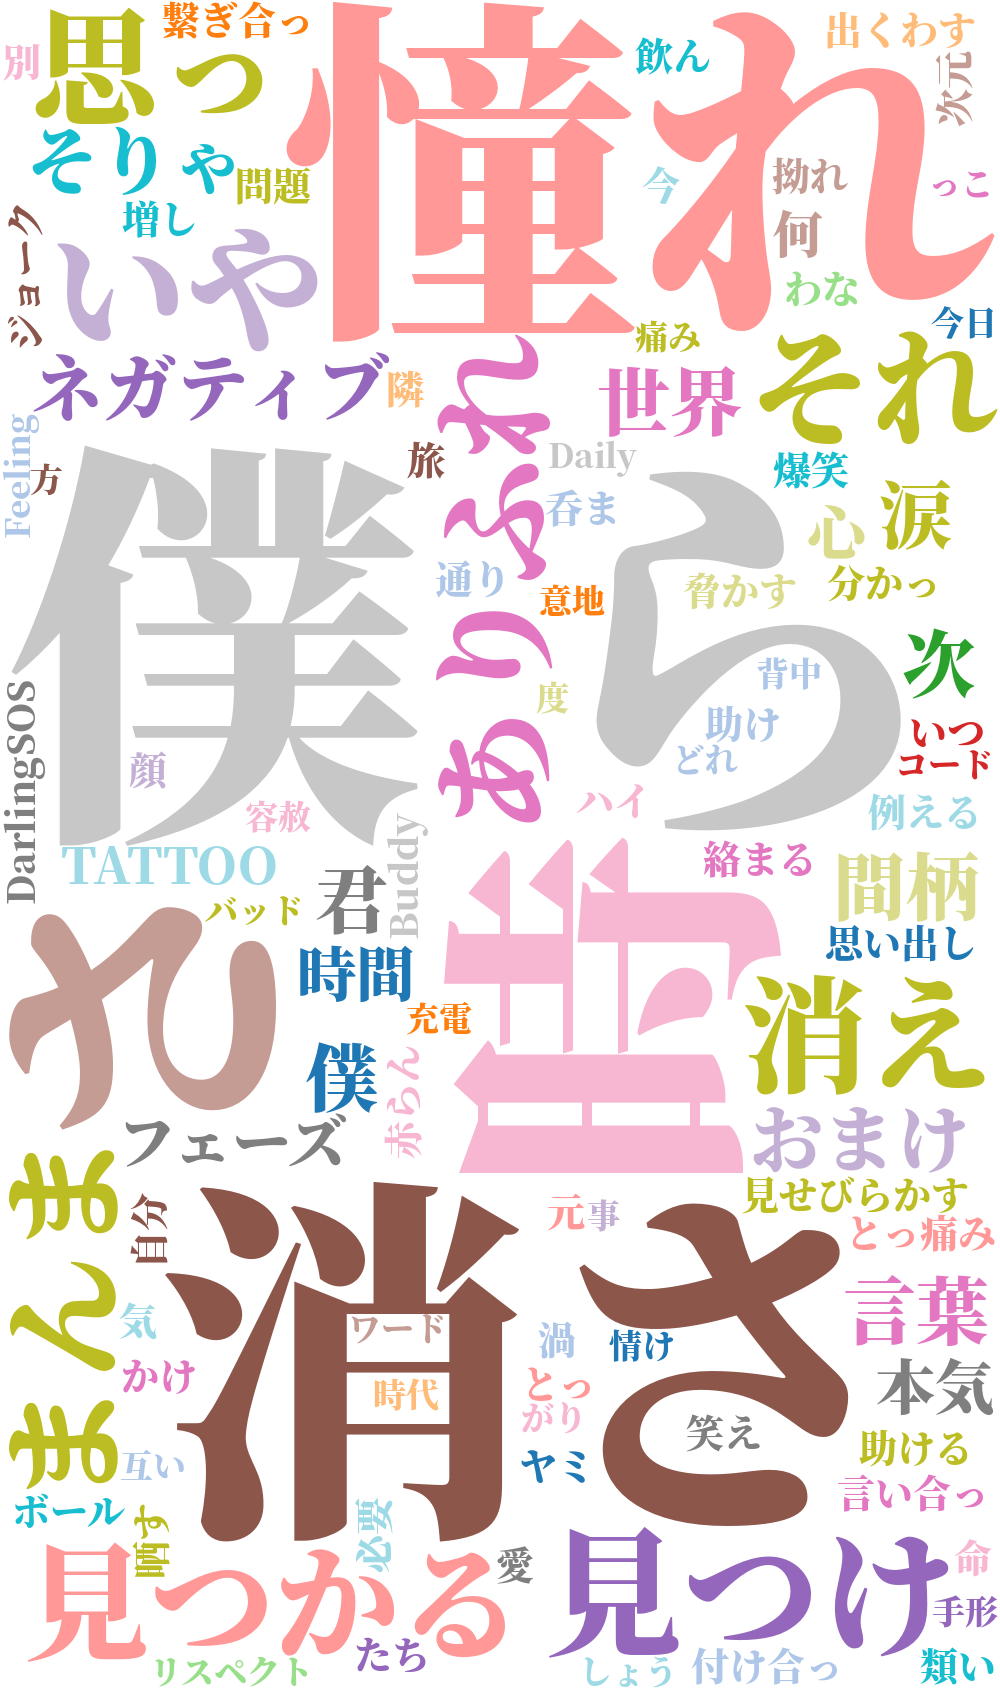 繋ぎ合っ
思っ
別
憧れ
飲ん
出くわす
次元
そりゃ
問題
増し
今
拗れ
っこ
何
ジョーク
いや
わな
今日
痛み
それ
ネガティブ
隣
ありふれ
世界
Feeling
方
旅
Daily
爆笑
呑ま
心
涙
僕ら
通り
意地
脅かす
分かっ
度
背中
次
助け
いつ
どれ
コード
DarlingSOS
顔
容赦
ハイ
例える
TATTOO
Buddy
君
絡まる
間柄
バッド
思い出し
時間
噓
充電
消え
それ
僕
赤らん
おまけ
フェーズ
まんま
自分
見せびらかす
元
事
とっ
痛み
消さ
言葉
気
ワード
渦
情け
かけ
時代
とっ
がり
本気
笑え
助ける
互い
ヤミ
言い合っ
ボール
晒す
必要
愛
見つかる
見つけ
命
手形
たち
リスペクト
しょう
付け合っ
類い